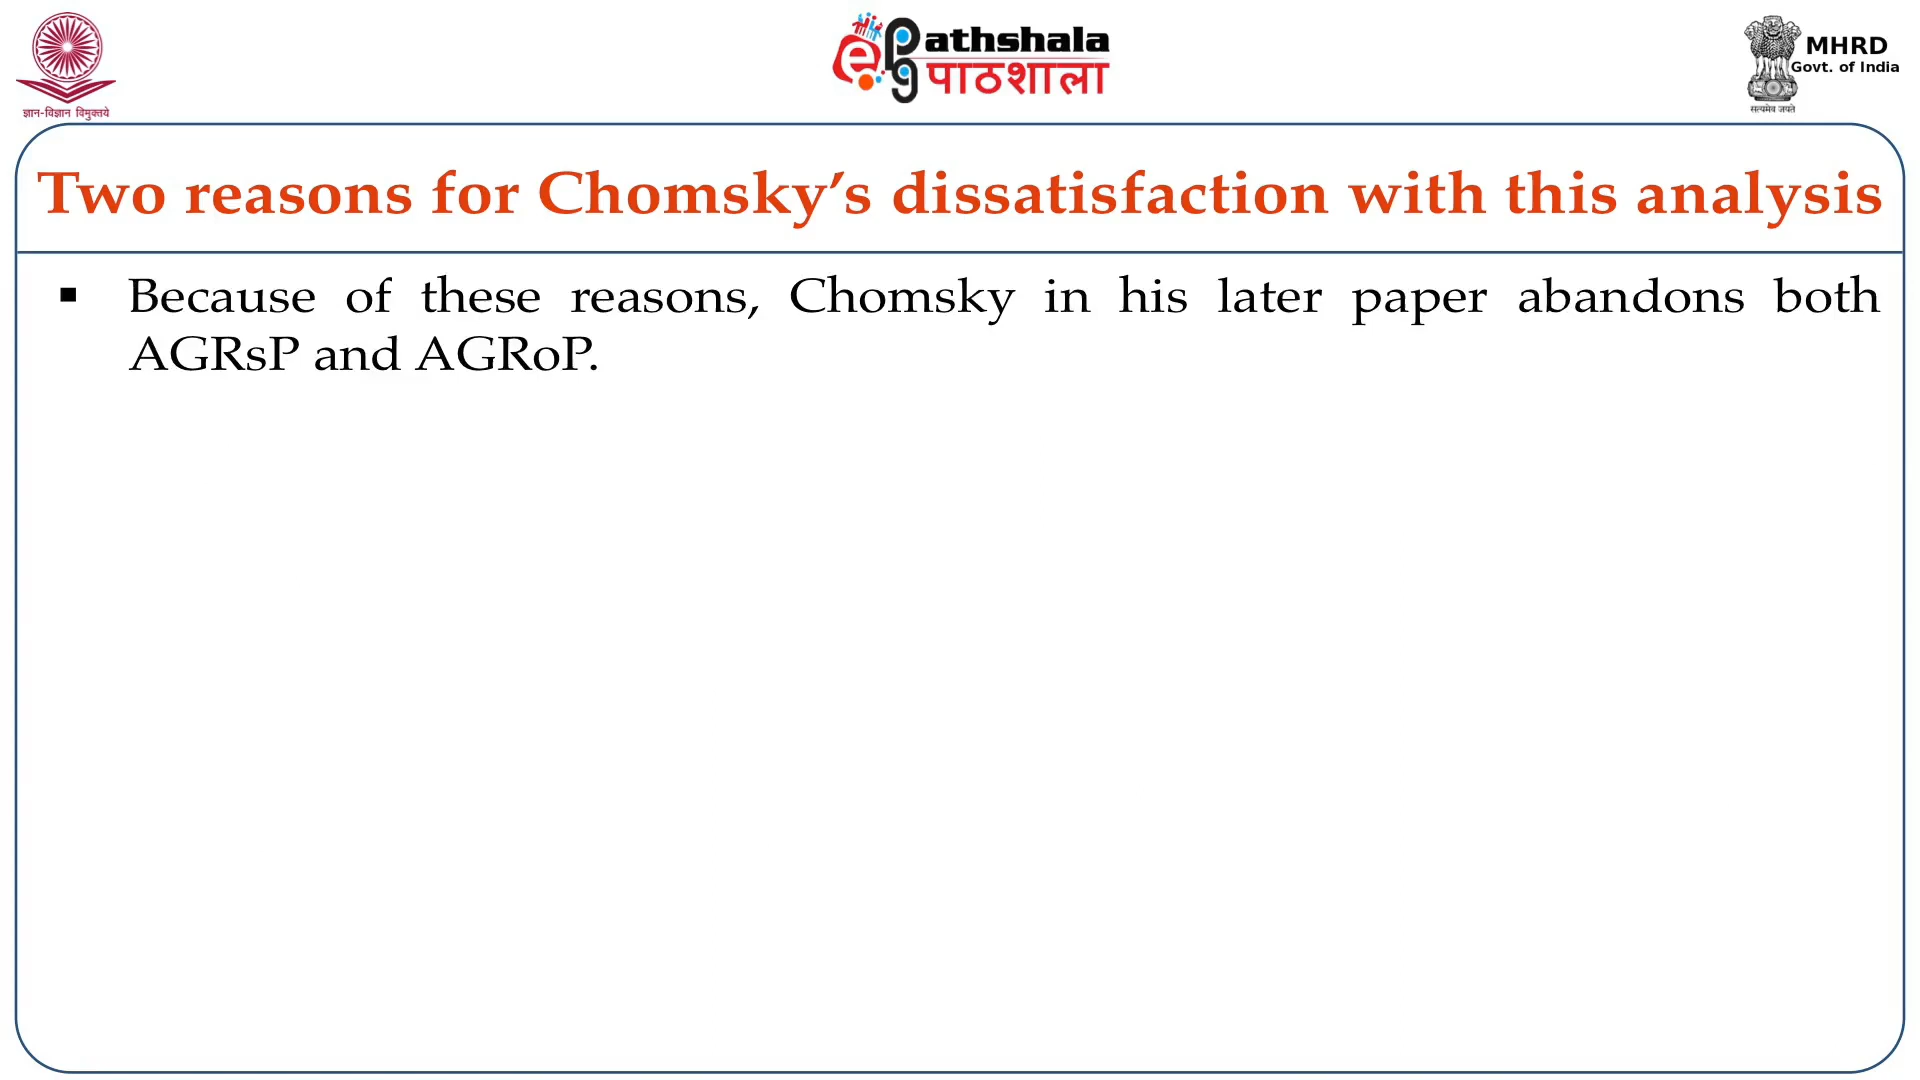 ज्ञान-विज्ञान विमुक्तये
e
Pg
athshala
पाठशाला
MHRD
Govt. of India
सत्यमेव जयते
Two reasons for Chomsky’s dissatisfaction with this analysis
▪ Because of these reasons, Chomsky in his later paper abandons both
AGRsP and AGRoP.